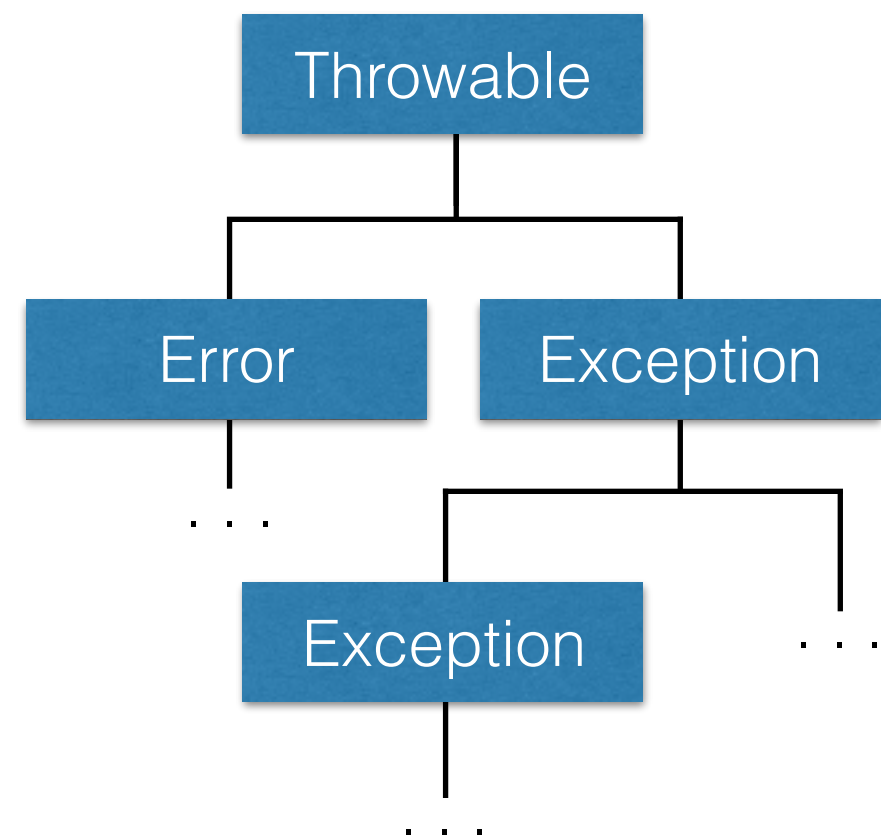 Throwable
Error
Exception
. . .
Exception
. . .
. . .